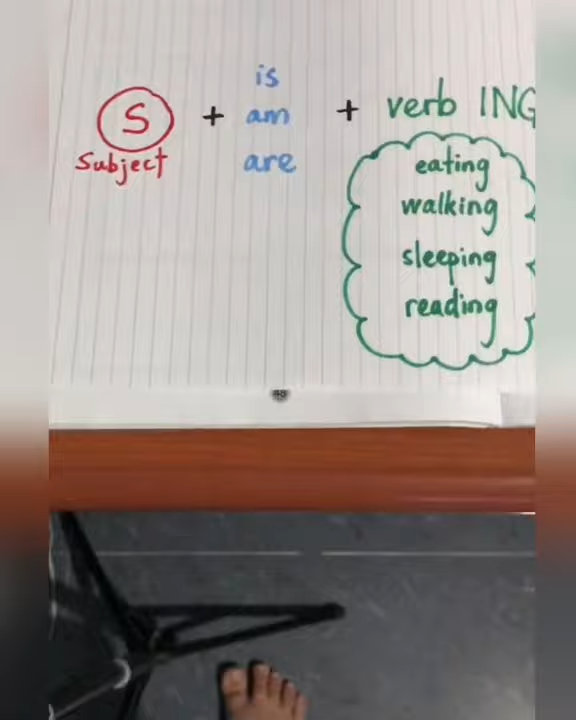 S + is + verb ING
am
are
Subject
eating
walking
sleeping
reading